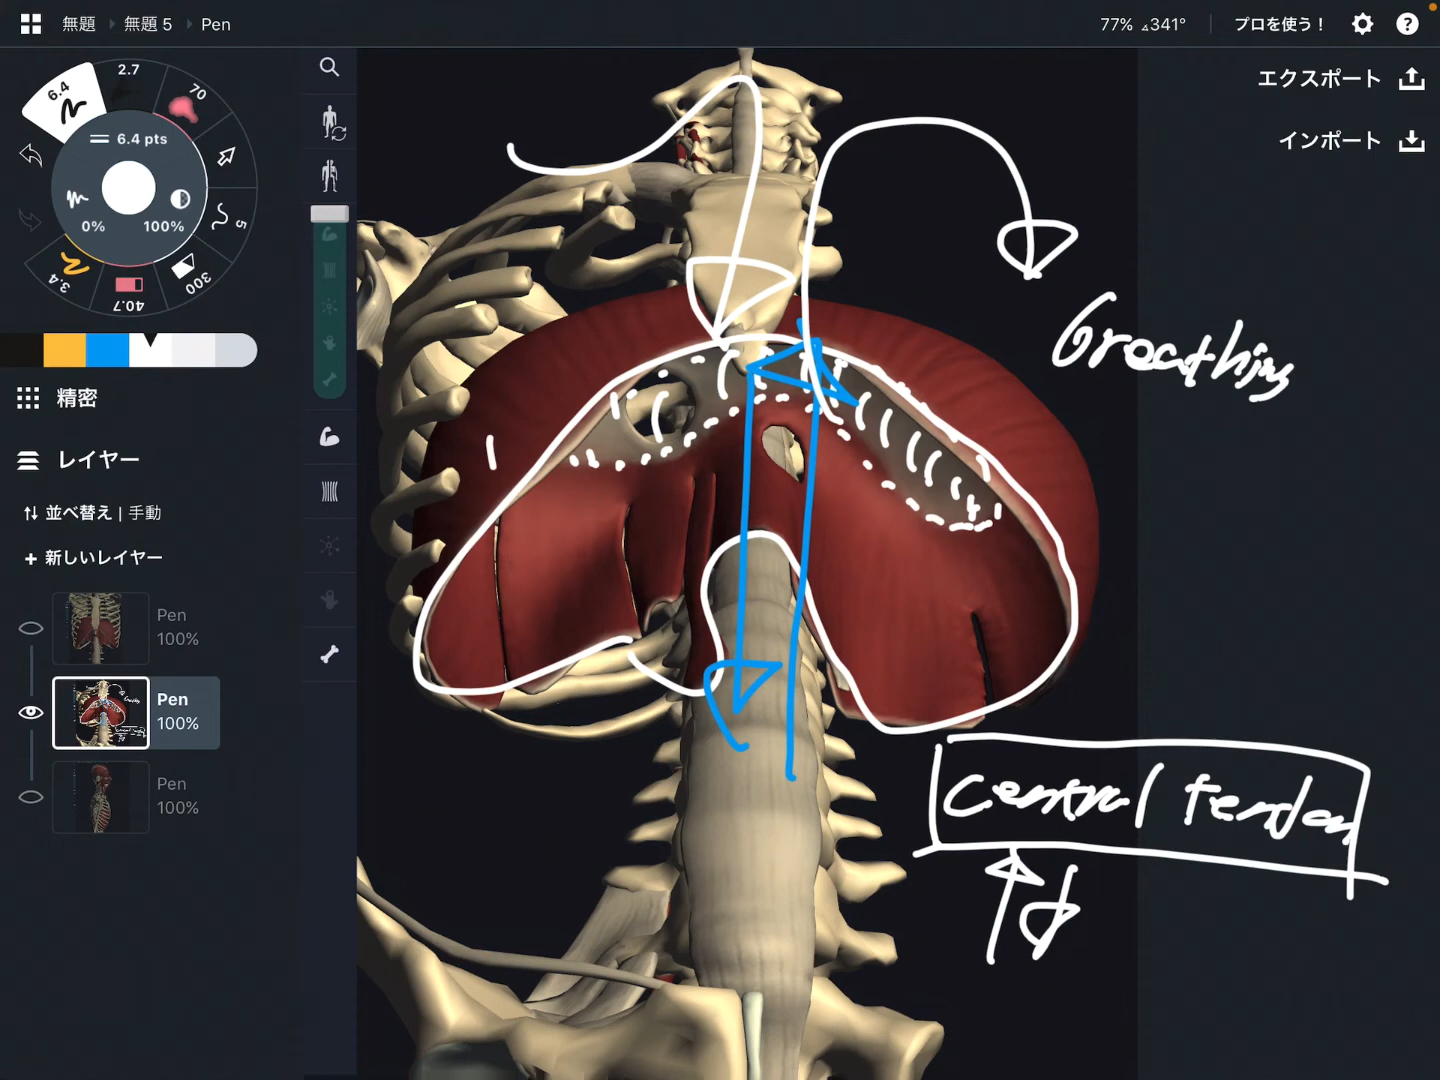 無題 無題 5 Pen
77% 341°
プロを使う!
エクスポート
インポート
2.7
6.4
70
6.4 pts
0%
100%
5
3.4
40.7
300
精密
レイヤー
並べ替え | 手動
+ 新しいレイヤー
Pen
100%
Pen
100%
Pen
100%
Breathing
Central tendon